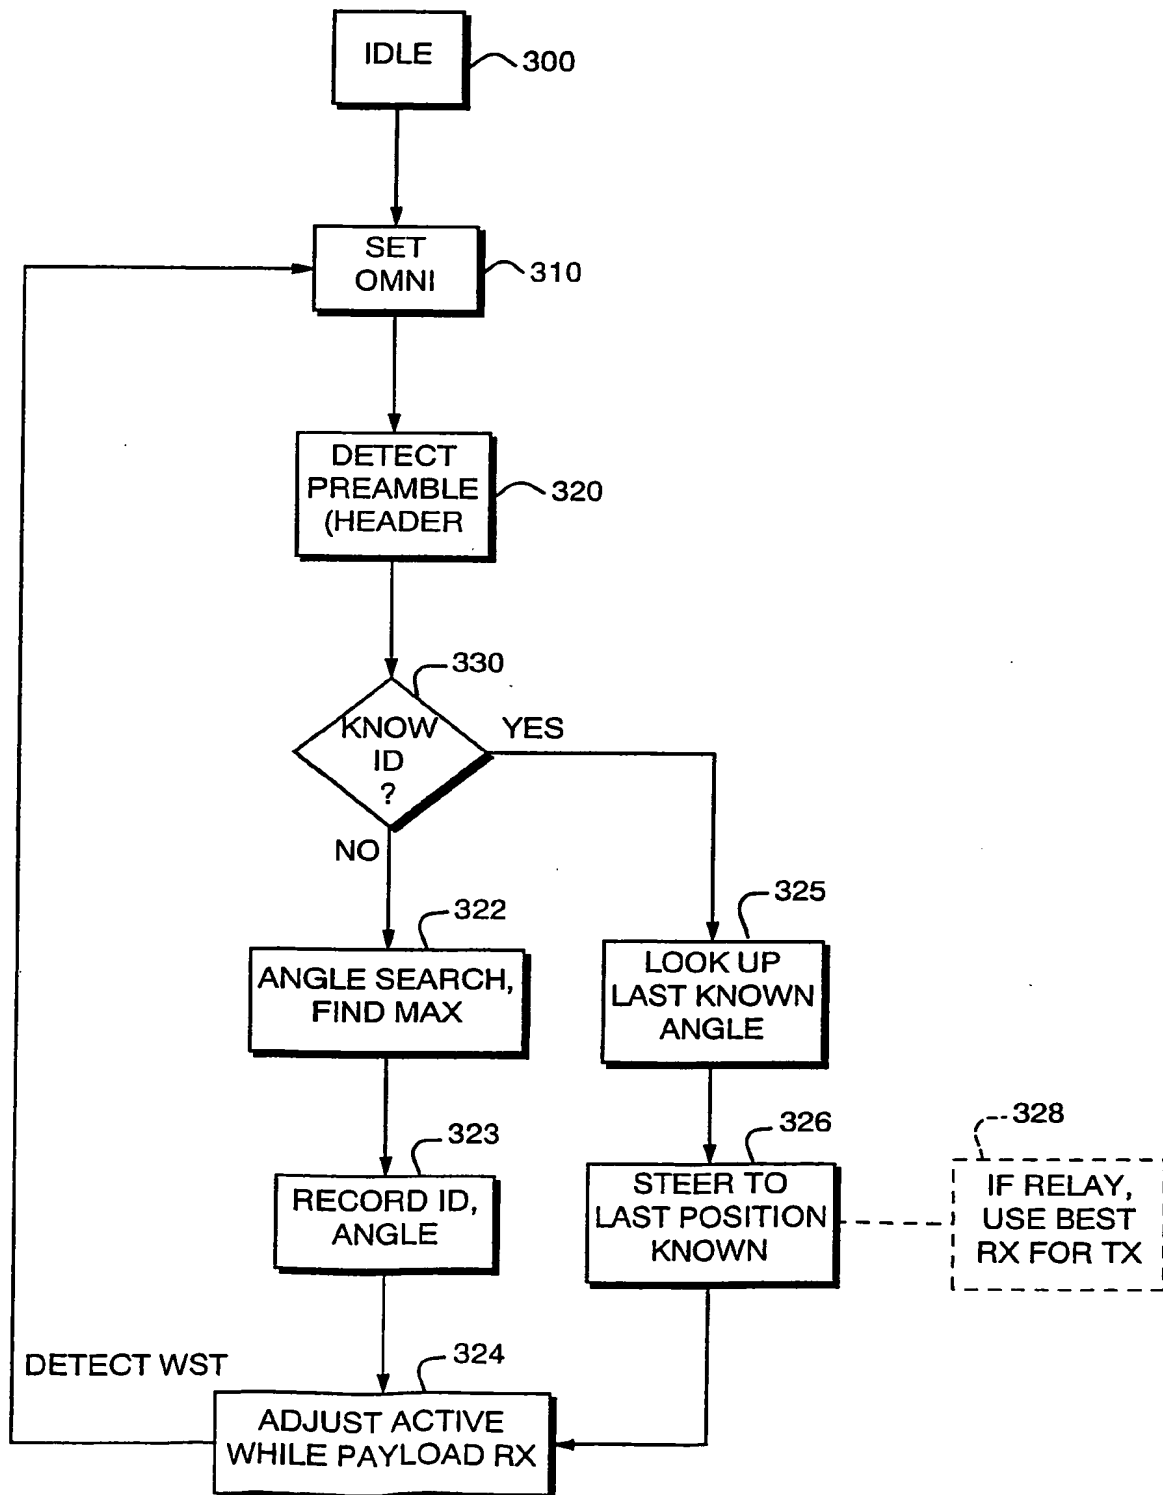 IDLE
300
SET
OMNI
310
DETECT
PREAMBLE
(HEADER
320
330
KNOW
ID
?
YES
NO
322
ANGLE SEARCH,
FIND MAX
325
LOOK UP
LAST KNOWN
ANGLE
323
RECORD ID,
ANGLE
326
STEER TO
LAST POSITION
KNOWN
328
IF RELAY,
USE BEST
RX FOR TX
DETECT WST
324
ADJUST ACTIVE
WHILE PAYLOAD RX